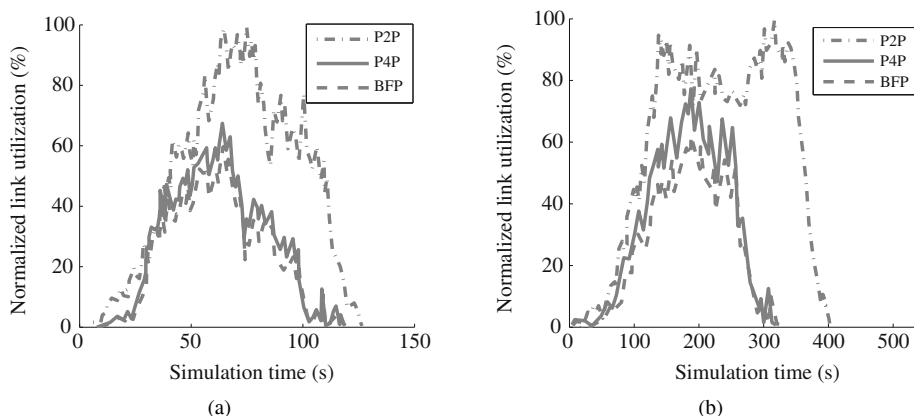 100
80
60
40
20
0
Normalized link utilization (%)
P2P
P4P
BFP
0
50
100
150
Simulation time (s)
(a)
100
80
60
40
20
0
Normalized link utilization (%)
P2P
P4P
BFP
0
100
200
300
400
500
Simulation time (s)
(b)